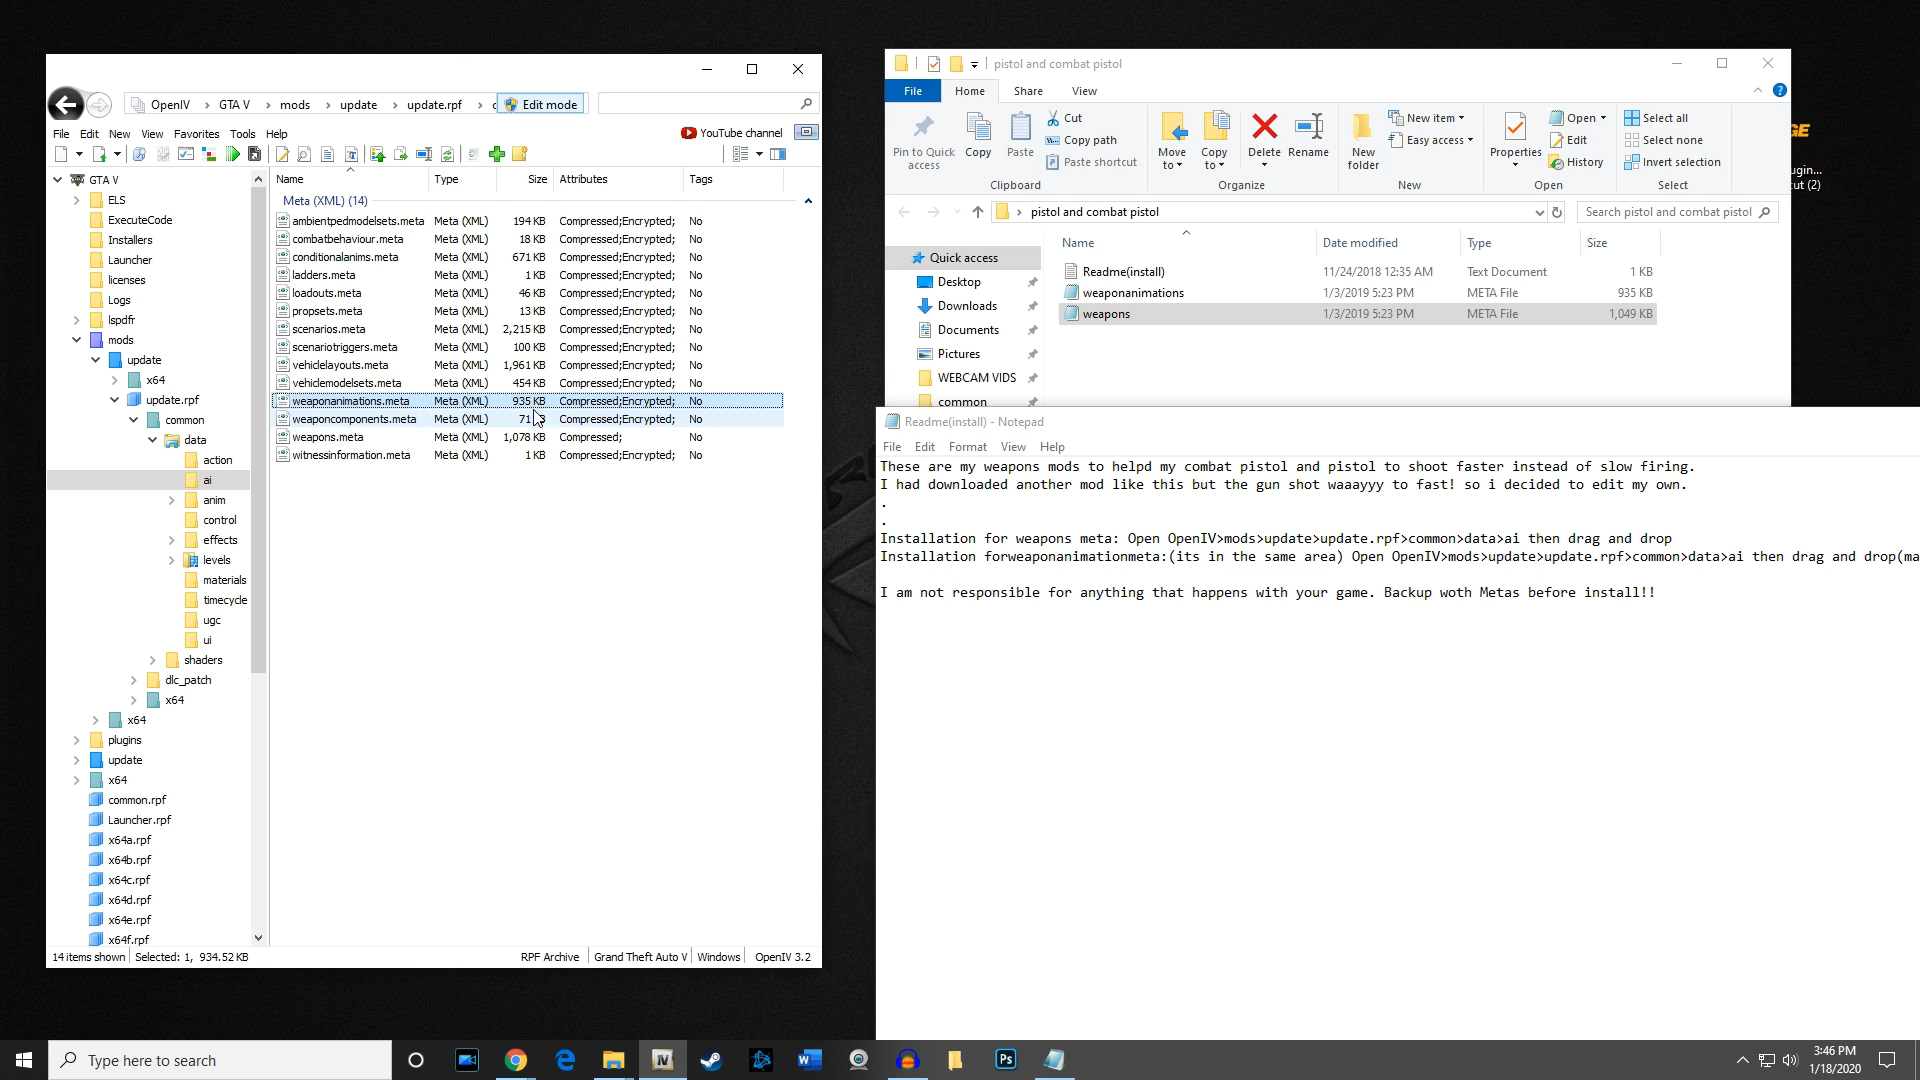 OpenIV > GTA V > mods > update > update.rpf > c Edit mode
File Edit New View Favorites Tools Help
YouTube channel
GTA V
ELS
ExecuteCode
Installers
Launcher
licenses
Logs
lspdfr
mods
update
x64
update.rpf
common
data
action
ai
anim
control
effects
levels
materials
timecycle
ugc
ui
shaders
dlc_patch
x64
x64
plugins
update
x64
common.rpf
Launcher.rpf
x64a.rpf
x64b.rpf
x64c.rpf
x64d.rpf
x64e.rpf
x64f.rpf
Name Type Size Attributes Tags
Meta (XML) (14)
ambientpedmodelsets.meta Meta (XML) 194 KB Compressed;Encrypted; No
combatbehaviour.meta Meta (XML) 18 KB Compressed;Encrypted; No
conditionalanims.meta Meta (XML) 671 KB Compressed;Encrypted; No
ladders.meta Meta (XML) 1 KB Compressed;Encrypted; No
loadouts.meta Meta (XML) 46 KB Compressed;Encrypted; No
propsets.meta Meta (XML) 13 KB Compressed;Encrypted; No
scenarios.meta Meta (XML) 2,215 KB Compressed;Encrypted; No
scenariotriggers.meta Meta (XML) 100 KB Compressed;Encrypted; No
vehiclelayouts.meta Meta (XML) 1,961 KB Compressed;Encrypted; No
vehiclemodelsets.meta Meta (XML) 454 KB Compressed;Encrypted; No
weaponanimations.meta Meta (XML) 935 KB Compressed;Encrypted; No
weaponcomponents.meta Meta (XML) 71 Compressed;Encrypted; No
weapons.meta Meta (XML) 1,078 KB Compressed; No
witnessinformation.meta Meta (XML) 1 KB Compressed;Encrypted; No
14 items shown Selected: 1, 934.52 KB RPF Archive Grand Theft Auto V Windows OpenIV 3.2
pistol and combat pistol
File Home Share View
Pin to Quick access
Copy
Paste
Cut
Copy path
Paste shortcut
Clipboard
Move to
Copy to
Delete
Rename
Organize
New folder
New item
Easy access
New
Properties
Open
Edit
History
Open
Select all
Select none
Invert selection
Select
> pistol and combat pistol
Search pistol and combat pistol
Quick access
Desktop
Downloads
Documents
Pictures
WEBCAM VIDS
common
Name Date modified Type Size
Readme(install) 11/24/2018 12:35 AM Text Document 1 KB
weaponanimations 1/3/2019 5:23 PM META File 935 KB
weapons 1/3/2019 5:23 PM META File 1,049 KB
GE
ugin...
cut (2)
Readme(install) - Notepad
File Edit Format View Help
These are my weapons mods to helpd my combat pistol and pistol to shoot faster instead of slow firing.
I had downloaded another mod like this but the gun shot waaayyy to fast! so i decided to edit my own.
.
.
Installation for weapons meta: Open OpenIV>mods>update>update.rpf>common>data>ai then drag and drop
Installation forweaponanimationmeta:(its in the same area) Open OpenIV>mods>update>update.rpf>common>data>ai then drag and drop(ma
I am not responsible for anything that happens with your game. Backup woth Metas before install!!
Type here to search
IV
Ps
3:46 PM
1/18/2020